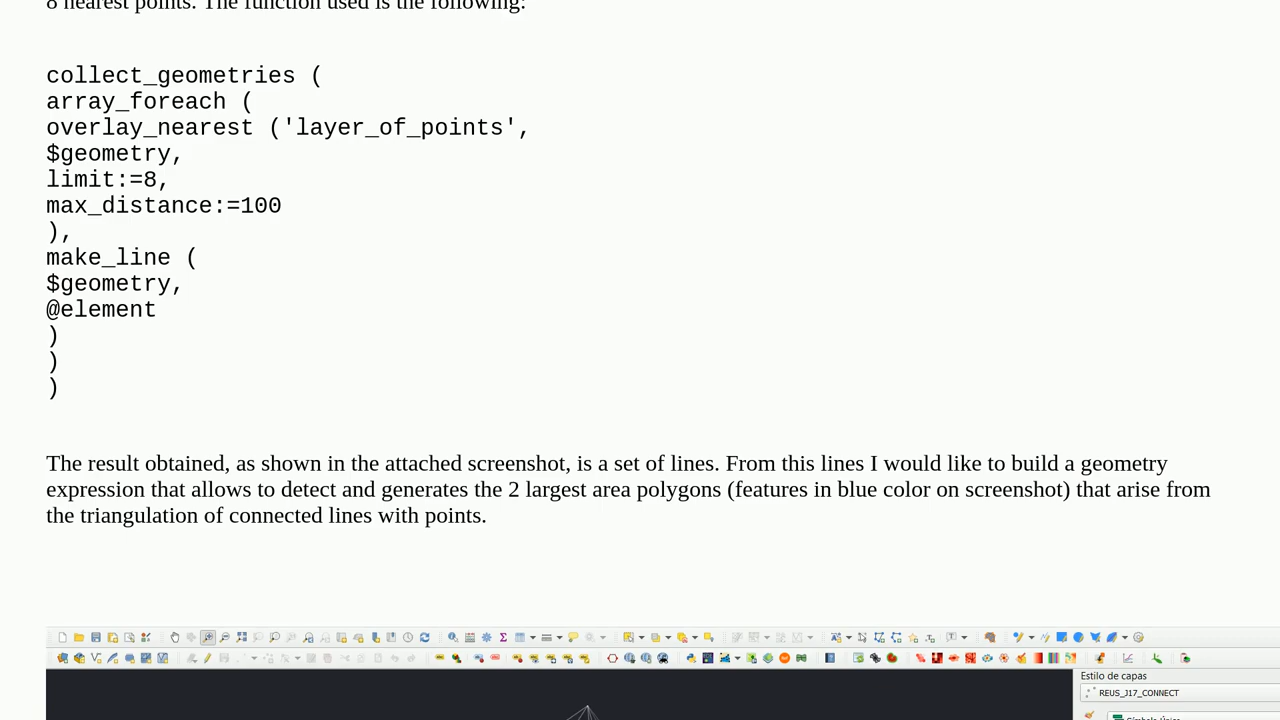 8 nearest points. The function used is the following:
collect_geometries (
array_foreach (
overlay_nearest ('layer_of_points',
$geometry,
limit:=8,
max_distance:=100
),
make_line (
$geometry,
@element
)
)
)
The result obtained, as shown in the attached screenshot, is a set of lines. From this lines I would like to build a geometry
expression that allows to detect and generates the 2 largest area polygons (features in blue color on screenshot) that arise from
the triangulation of connected lines with points.
Estilo de capas
REUS_J17_CONNECT
Símbolo Único